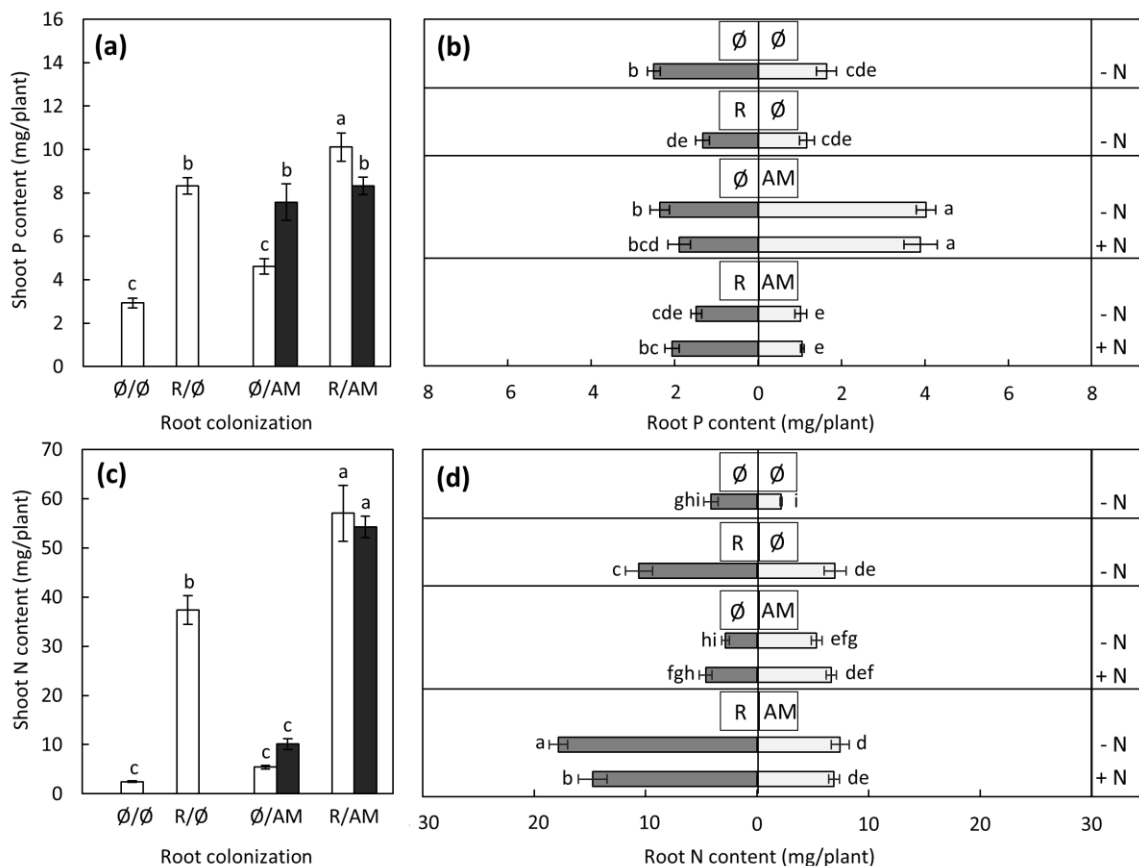 (a)
Shoot P content (mg/plant)
16
14
12
10
8
6
4
2
0
c
b
c
b
a
b
Ø/Ø R/Ø Ø/AM R/AM
Root colonization
(b)
Ø Ø
b cde - N
R Ø
de cde - N
Ø AM
b a - N
bcd a + N
R AM
cde e - N
bc e + N
8 6 4 2 0 2 4 6 8
Root P content (mg/plant)
(c)
Shoot N content (mg/plant)
70
60
50
40
30
20
10
0
c
b
c
c
a
a
Ø/Ø R/Ø Ø/AM R/AM
Root colonization
(d)
Ø Ø
ghi i - N
R Ø
c de - N
Ø AM
hi efg - N
fgh def + N
R AM
a d - N
b de + N
30 20 10 0 10 20 30
Root N content (mg/plant)